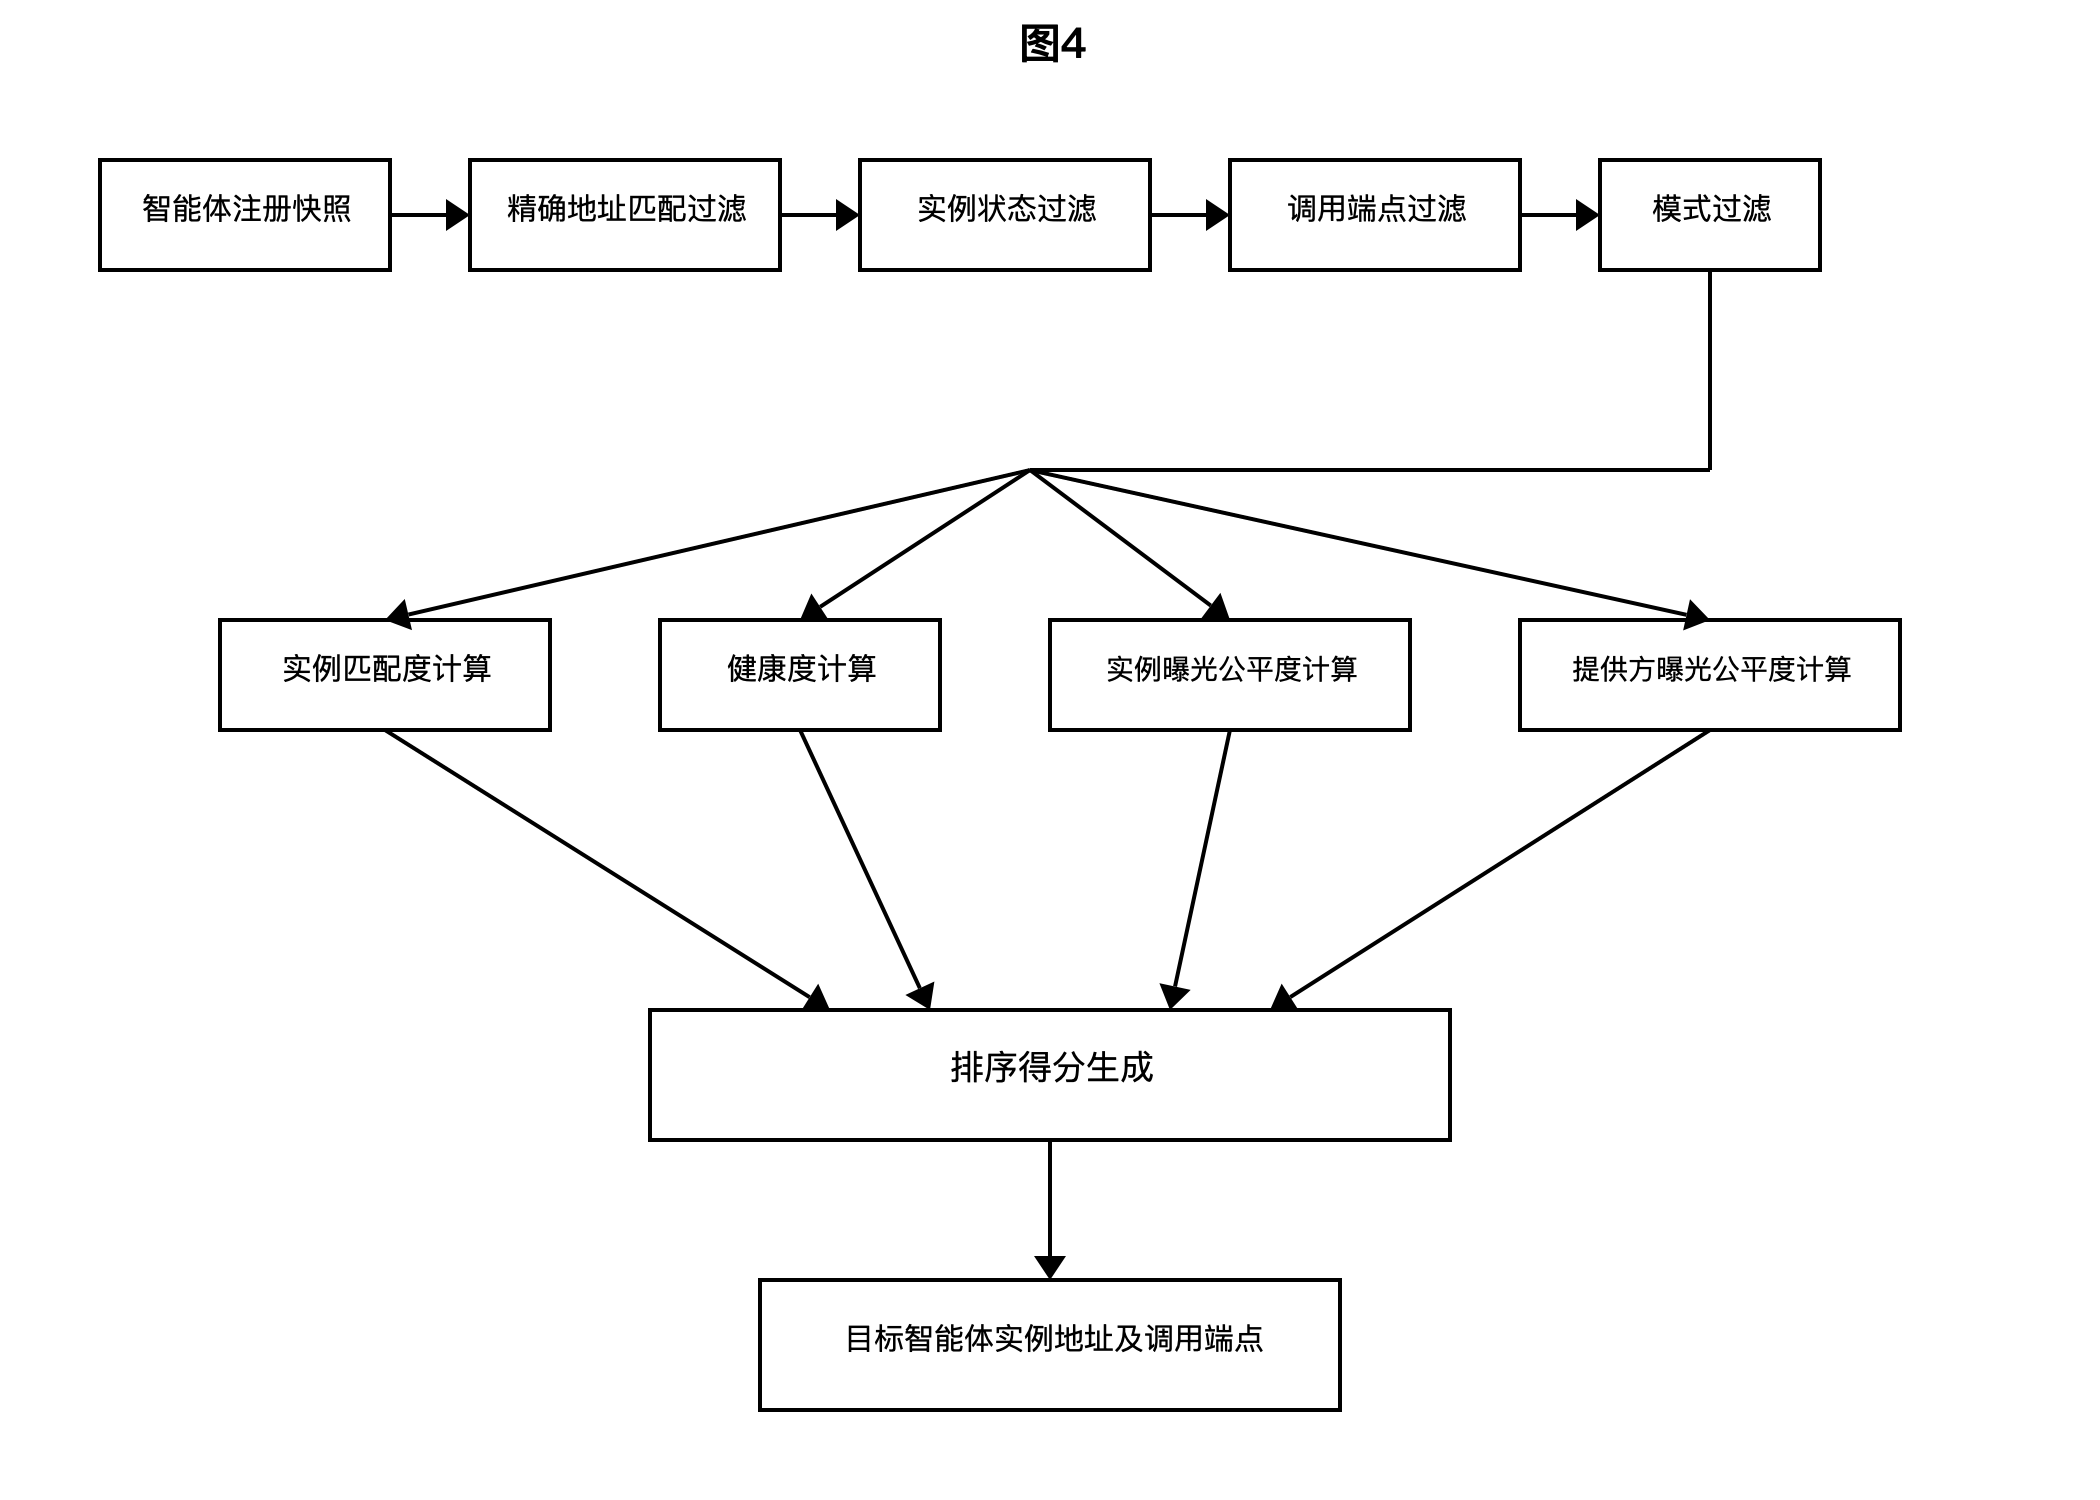 图4
智能体注册快照
精确地址匹配过滤
实例状态过滤
调用端点过滤
模式过滤
实例匹配度计算
健康度计算
实例曝光公平度计算
提供方曝光公平度计算
排序得分生成
目标智能体实例地址及调用端点